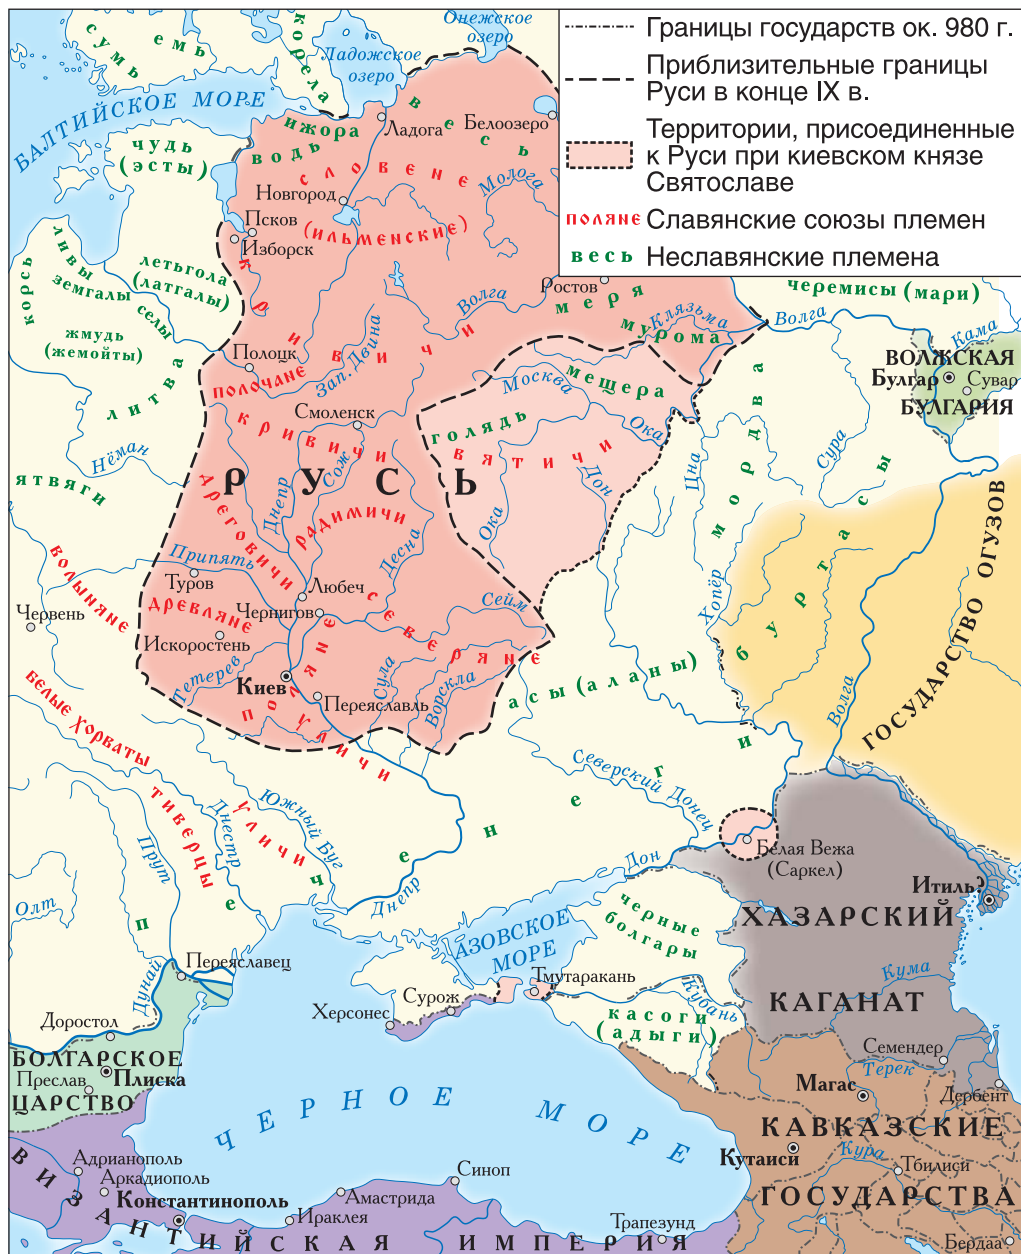 Границы государств ок. 980 г.
Приблизительные границы
Руси в конце IX в.
Территории, присоединенные
к Руси при киевском князе
Святославе
поляне Славянские союзы племен
весь Неславянские племена
Онежское
озеро
Ладожское
озеро
сумь
емь
корела
БАЛТИЙСКОЕ МОРЕ
чудь
(эсты)
ижора
водь
весь
Ладога
Белоозеро
словене
(ильменские)
Молога
Новгород
Псков
Изборск
корсь
ливы
земгалы
селы
летьгола
(латгалы)
жмудь
(жемойты)
литва
Нёман
ятвяги
Ростов
Волга
меря
мурома
Клязьма
черемисы (мари)
Волга
Кама
ВОЛЖСКАЯ
Булгар
Сувар
БУЛГАРИЯ
кривичи
Полоцк
полочане
Зап. Двина
Смоленск
кривичи
Москва
мещера
голядь
вятичи
Ока
Дон
Ока
Цна
мордва
Сура
буртасы
Хопёр
РУСЬ
Днепр
Сож
дреговичи
радимичи
Десна
Припять
Туров
Любеч
Чернигов
древляне
Искоростень
северяне
Сейм
волыняне
Червень
Тетерев
Киев
поляне
Переяславль
Сула
Ворскла
уличи
асы (аланы)
Волга
ГОСУДАРСТВО ОГУЗОВ
белые хорваты
тиверцы
уличи
Южный Буг
Днестр
Прут
Олт
печенеги
Северский Донец
Дон
Днепр
Белая Вежа
(Саркел)
Итиль
ХАЗАРСКИЙ
КАГАНАТ
черные
болгары
АЗОВСКОЕ
МОРЕ
Тмутаракань
Сурож
Херсонес
Кубань
касоги
(адыги)
Кума
Семендер
Терек
Дербент
Магас
КАВКАЗСКИЕ
ГОСУДАРСТВА
Кутаиси
Кура
Тбилиси
Бердаа
Переяславец
Дунай
Доростол
БОЛГАРСКОЕ
Плиска
Преслав
ЦАРСТВО
ЧЕРНОЕ МОРЕ
Адрианополь
Аркадиополь
Константинополь
Ираклея
Амастрида
Синоп
Трапезунд
ВИЗАНТИЙСКАЯ ИМПЕРИЯ